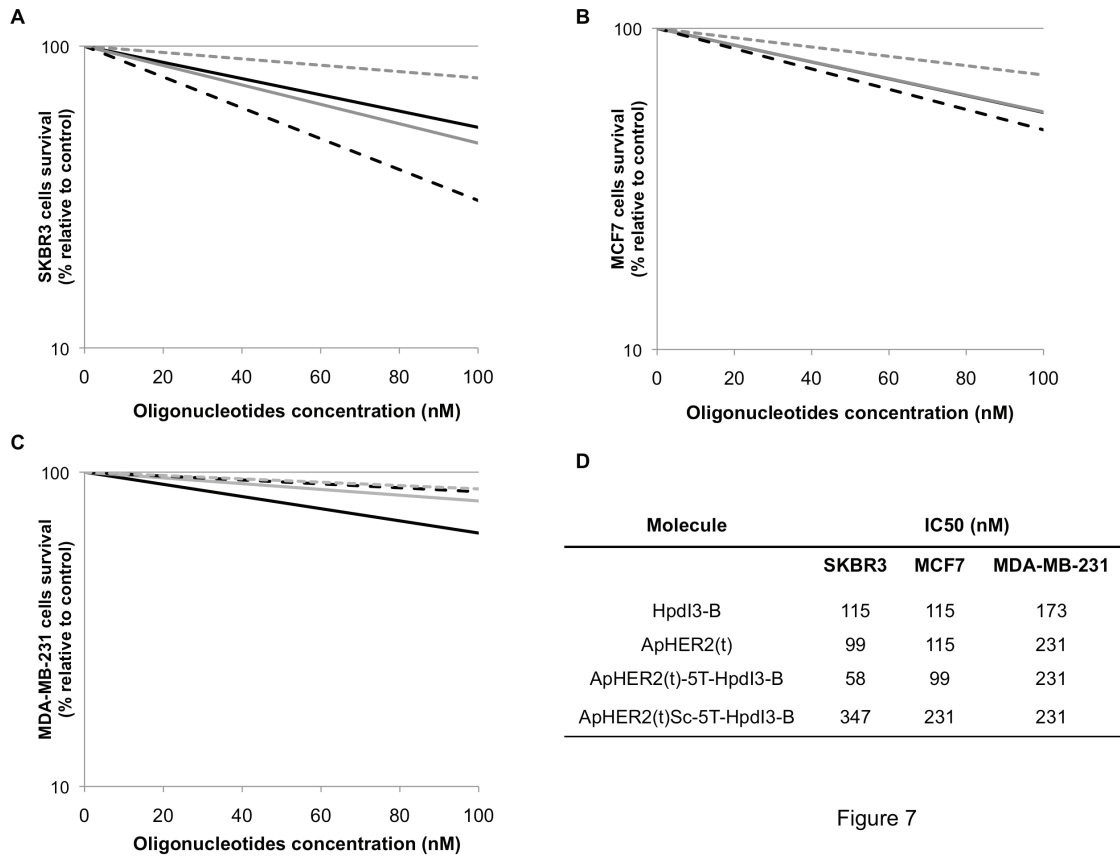 A
100
10
SKBR3 cells survival
(% relative to control)
0 20 40 60 80 100
Oligonucleotides concentration (nM)
B
100
10
MCF7 cells survival
(% relative to control)
0 20 40 60 80 100
Oligonucleotides concentration (nM)
C
100
10
MDA-MB-231 cells survival
(% relative to control)
0 20 40 60 80 100
Oligonucleotides concentration (nM)
D
Molecule IC50 (nM)
SKBR3 MCF7 MDA-MB-231
HpdI3-B 115 115 173
ApHER2(t) 99 115 231
ApHER2(t)-5T-HpdI3-B 58 99 231
ApHER2(t)Sc-5T-HpdI3-B 347 231 231
Figure 7